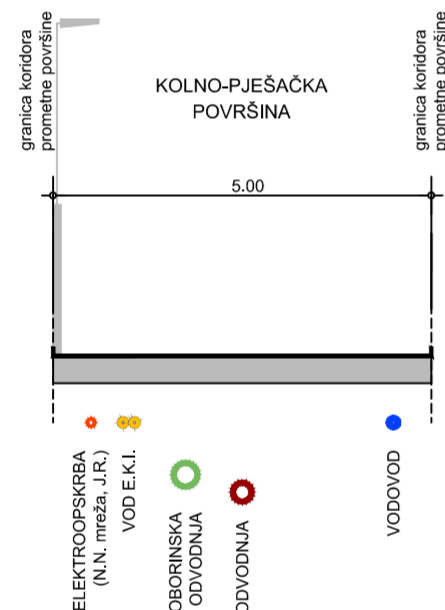 granica koridora
prometne površine
KOLNO-PJEŠAČKA
POVRŠINA
granica koridora
prometne površine
5.00
ELEKTROOPSKRBA
(N.N. mreža, J.R.)
VOD E.K.I.
OBORINSKA
ODVODNJA
ODVODNJA
VODOVOD